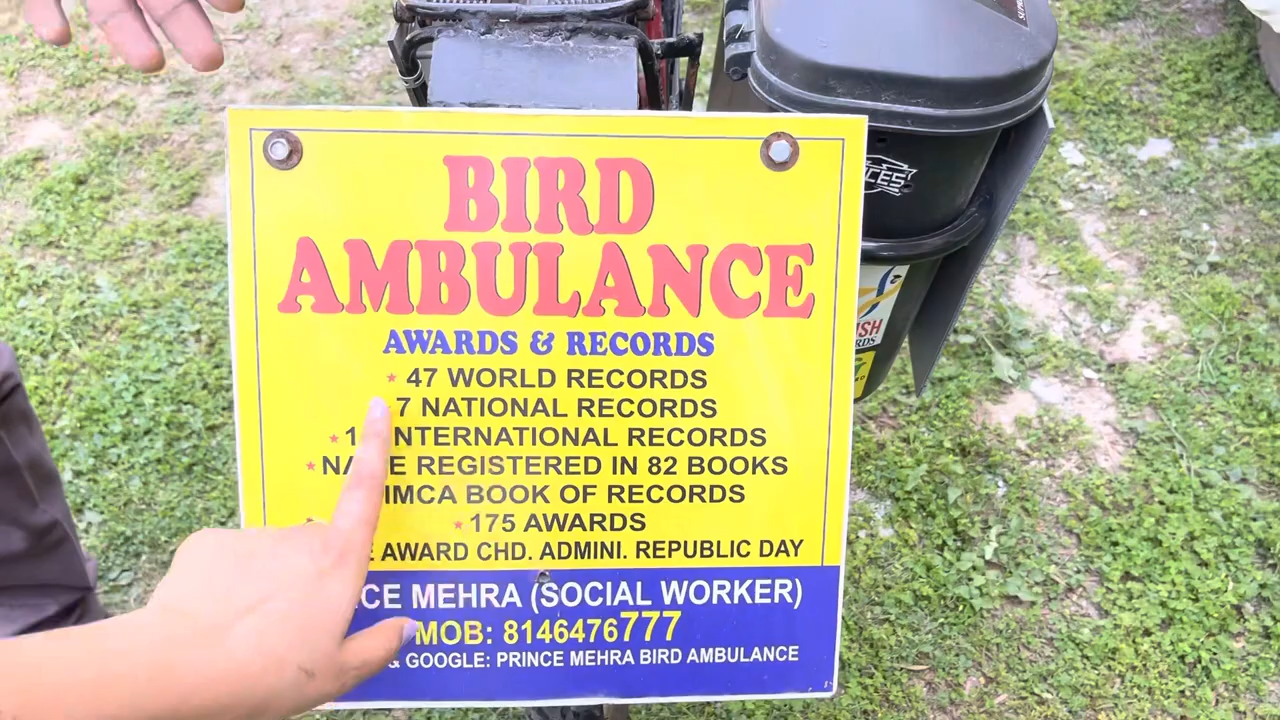 BIRD
AMBULANCE
AWARDS & RECORDS
47 WORLD RECORDS
7 NATIONAL RECORDS
INTERNATIONAL RECORDS
REGISTERED IN 82 BOOKS
IMCA BOOK OF RECORDS
175 AWARDS
AWARD CHD. ADMINI. REPUBLIC DAY
MEHRA (SOCIAL WORKER)
MOB: 8146476777
& GOOGLE: PRINCE MEHRA BIRD AMBULANCE